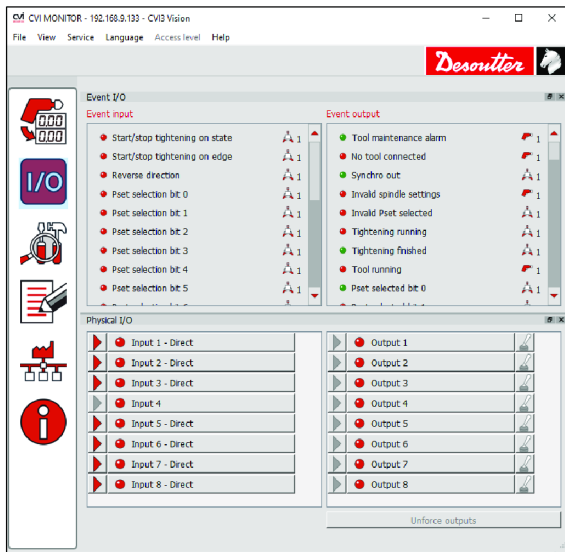 CVI MONITOR - 192.168.9.133 - CVI3 Vision
File View Service Language Access level Help
Desoutter
Event I/O
Event input
Start/stop tightening on state 1
Start/stop tightening on edge 1
Reverse direction 1
Pset selection bit 0 1
Pset selection bit 1 1
Pset selection bit 2 1
Pset selection bit 3 1
Pset selection bit 4 1
Pset selection bit 5 1
Event output
Tool maintenance alarm 1
No tool connected 1
Synchro out 1
Invalid spindle settings 1
Invalid Pset selected 1
Tightening running 1
Tightening finished 1
Tool running 1
Pset selected bit 0 1
0.00
0.00
I/O
Physical I/O
Input 1 - Direct
Input 2 - Direct
Input 3 - Direct
Input 4
Input 5 - Direct
Input 6 - Direct
Input 7 - Direct
Input 8 - Direct
Output 1
Output 2
Output 3
Output 4
Output 5
Output 6
Output 7
Output 8
Unforce outputs